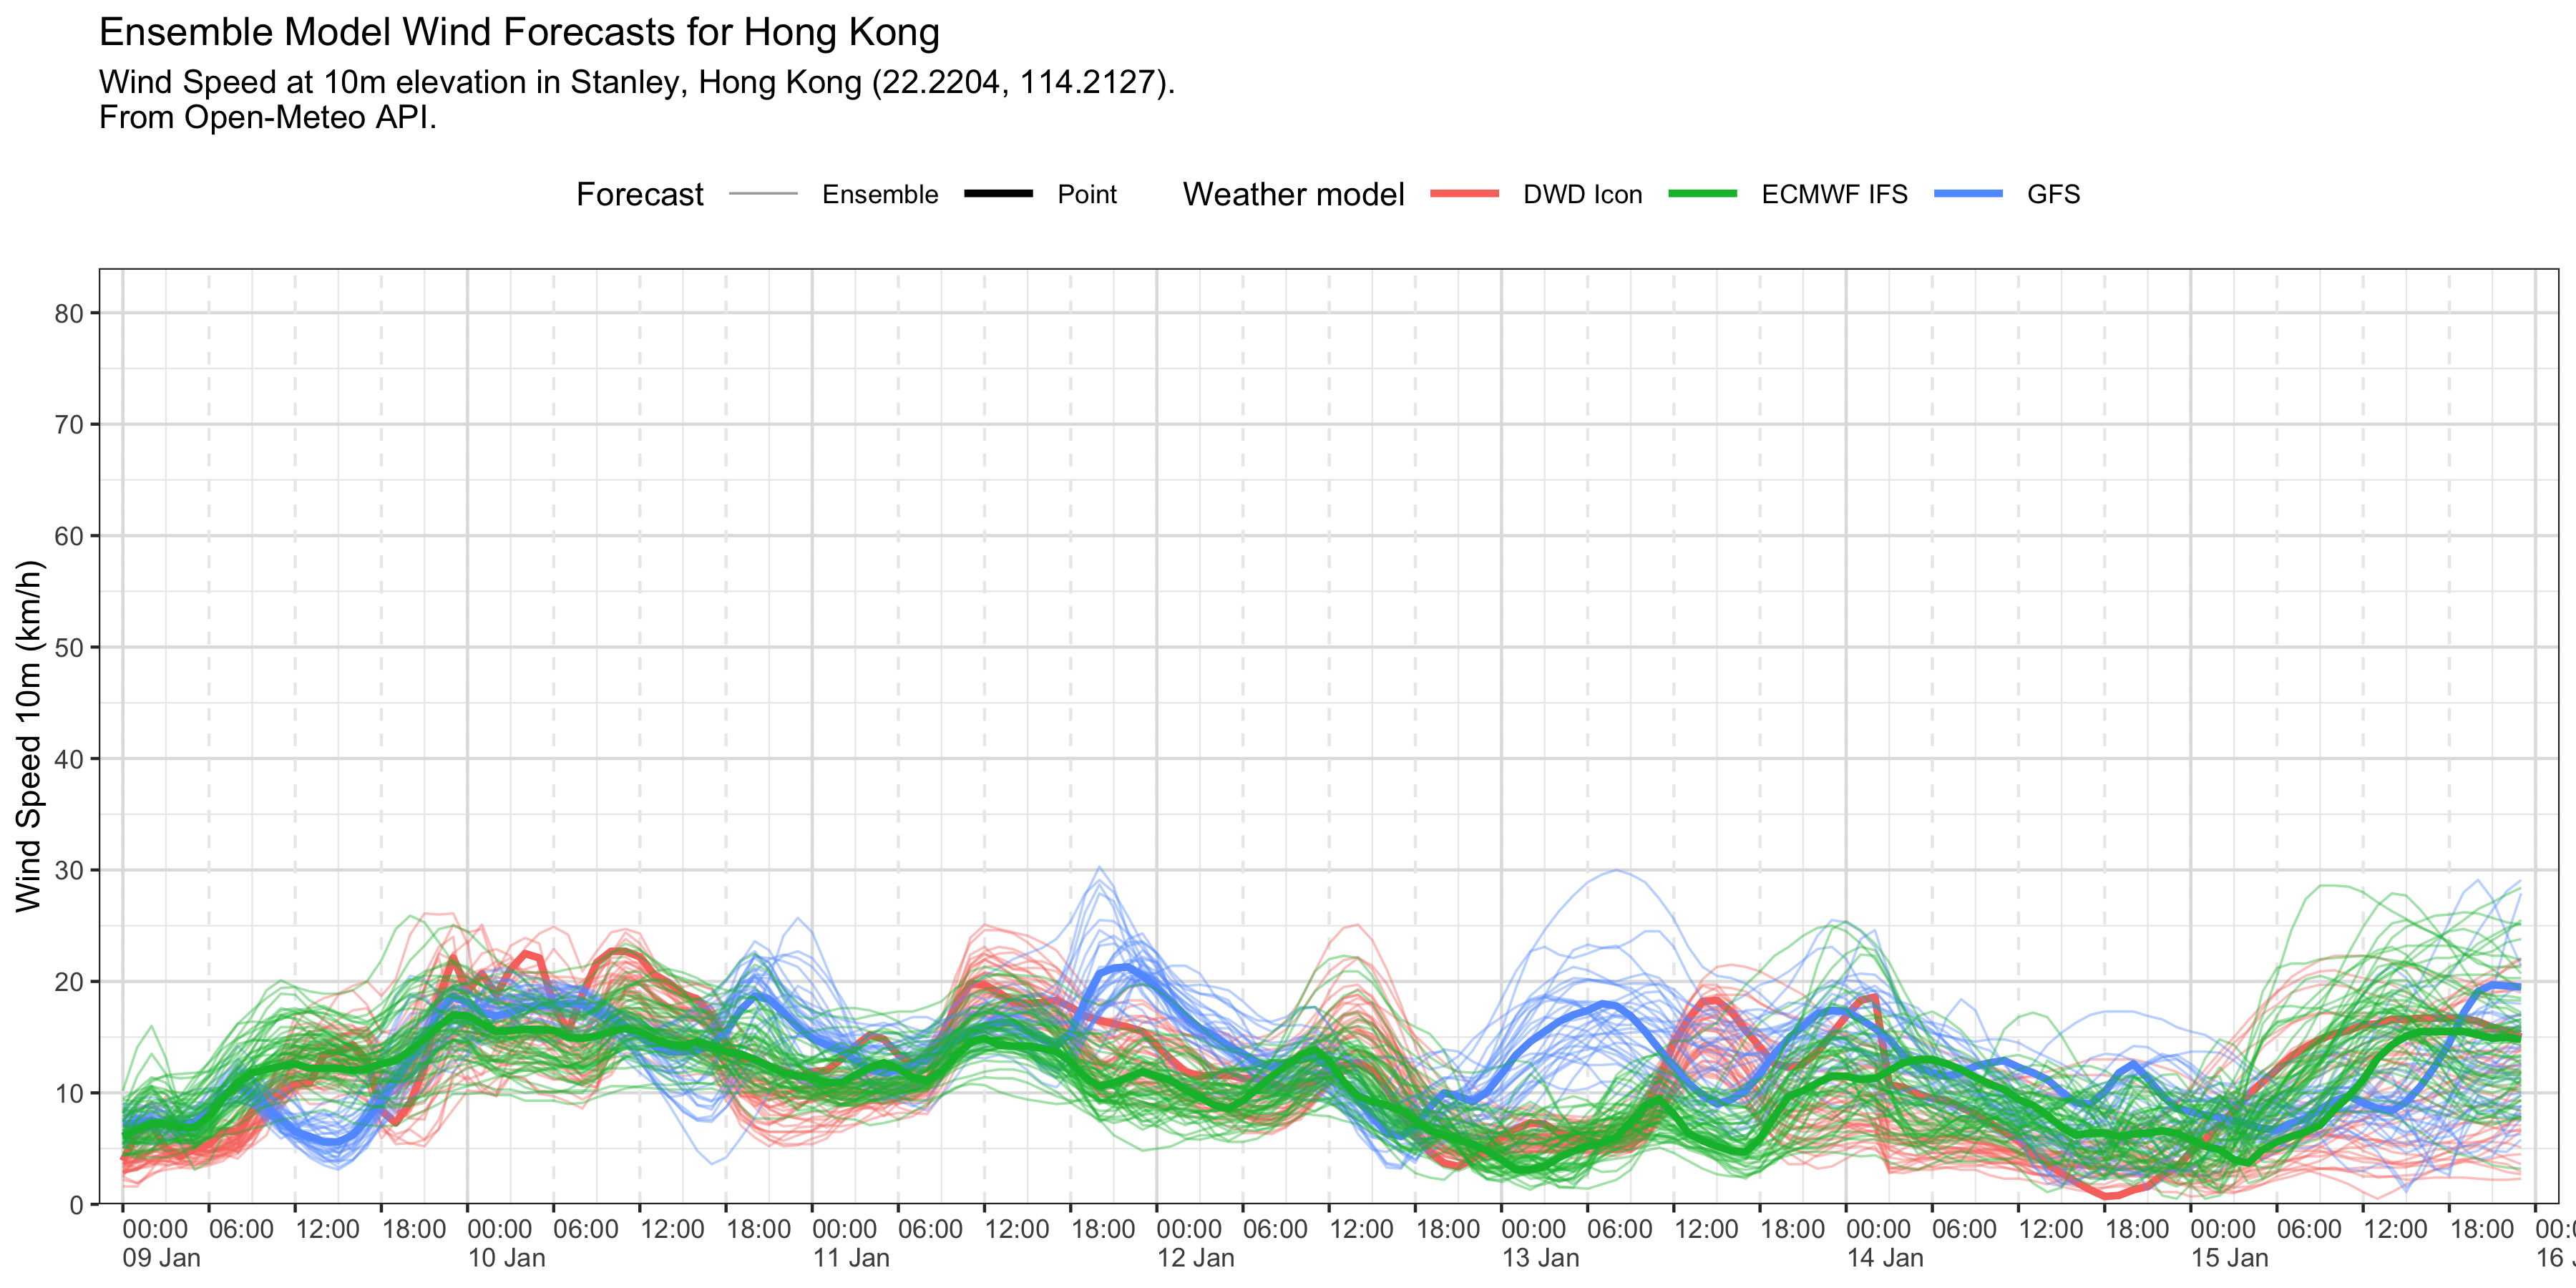 Ensemble Model Wind Forecasts for Hong Kong
Wind Speed at 10m elevation in Stanley, Hong Kong (22.2204, 114.2127).
From Open-Meteo API.
Forecast Ensemble Point Weather model DWD Icon ECMWF IFS GFS
Wind Speed 10m (km/h)
80
70
60
50
40
30
20
10
0
00:00 06:00 12:00 18:00 00:00 06:00 12:00 18:00 00:00 06:00 12:00 18:00 00:00 06:00 12:00 18:00 00:00 06:00 12:00 18:00 00:00 06:00 12:00 18:00 00:00 06:00 12:00 18:00 00:
09 Jan 10 Jan 11 Jan 12 Jan 13 Jan 14 Jan 15 Jan 16